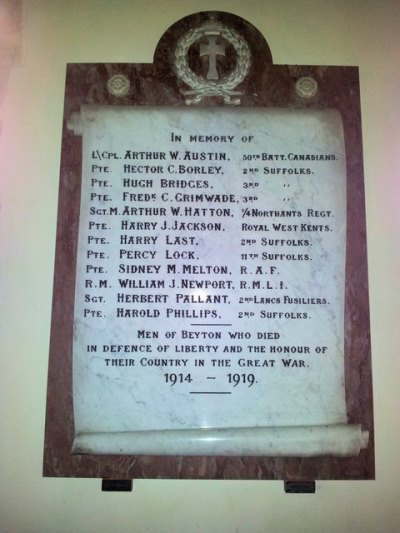 IN MEMORY OF
L\CPL. ARTHUR W. AUSTIN, 50TH BATT. CANADIANS.
PTE. HECTOR C. BORLEY, 2ND SUFFOLKS.
PTE. HUGH BRIDGES, 3RD ,,
PTE. FREDK C. GRIMWADE, 3RD ,,
SGT. M. ARTHUR W. HATTON, 1/4 NORTHANTS REGT.
PTE. HARRY J. JACKSON, ROYAL WEST KENTS.
PTE. HARRY LAST, 2ND SUFFOLKS.
PTE. PERCY LOCK, 11TH SUFFOLKS.
PTE. SIDNEY M. MELTON, R.A.F.
R.M. WILLIAM J. NEWPORT, R.M.L.I.
SGT. HERBERT PALLANT, 2ND LANCS FUSILIERS.
PTE. HAROLD PHILLIPS, 2ND SUFFOLKS.
MEN OF BEYTON WHO DIED
IN DEFENCE OF LIBERTY AND THE HONOUR OF
THEIR COUNTRY IN THE GREAT WAR.
1914 – 1919.